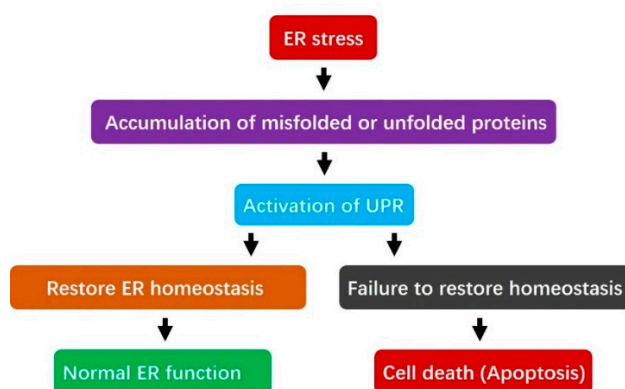 ER stress
Accumulation of misfolded or unfolded proteins
Activation of UPR
Restore ER homeostasis
Failure to restore homeostasis
Normal ER function
Cell death (Apoptosis)